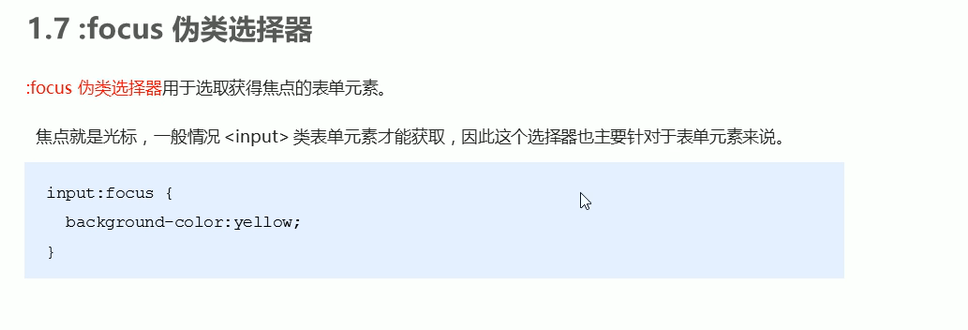 1.7 :focus 伪类选择器
:focus 伪类选择器用于选取获得焦点的表单元素。
焦点就是光标，一般情况 <input> 类表单元素才能获取，因此这个选择器也主要针对于表单元素来说。
input:focus {
  background-color:yellow;
}